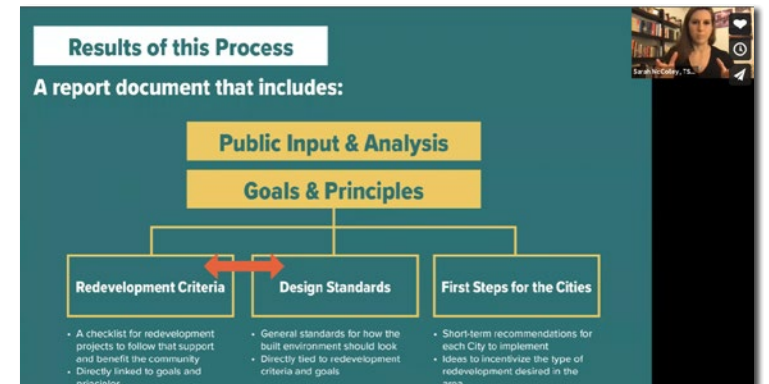 Results of this Process
A report document that includes:
Public Input & Analysis
Goals & Principles
Redevelopment Criteria
Design Standards
First Steps for the Cities
• A checklist for redevelopment
projects to follow that support
and benefit the community
• Directly linked to goals and
• General standards for how the
built environment should look
• Directly tied to redevelopment
criteria and goals
• Short-term recommendations for
each City to implement
• Ideas to incentivize the type of
redevelopment desired in the